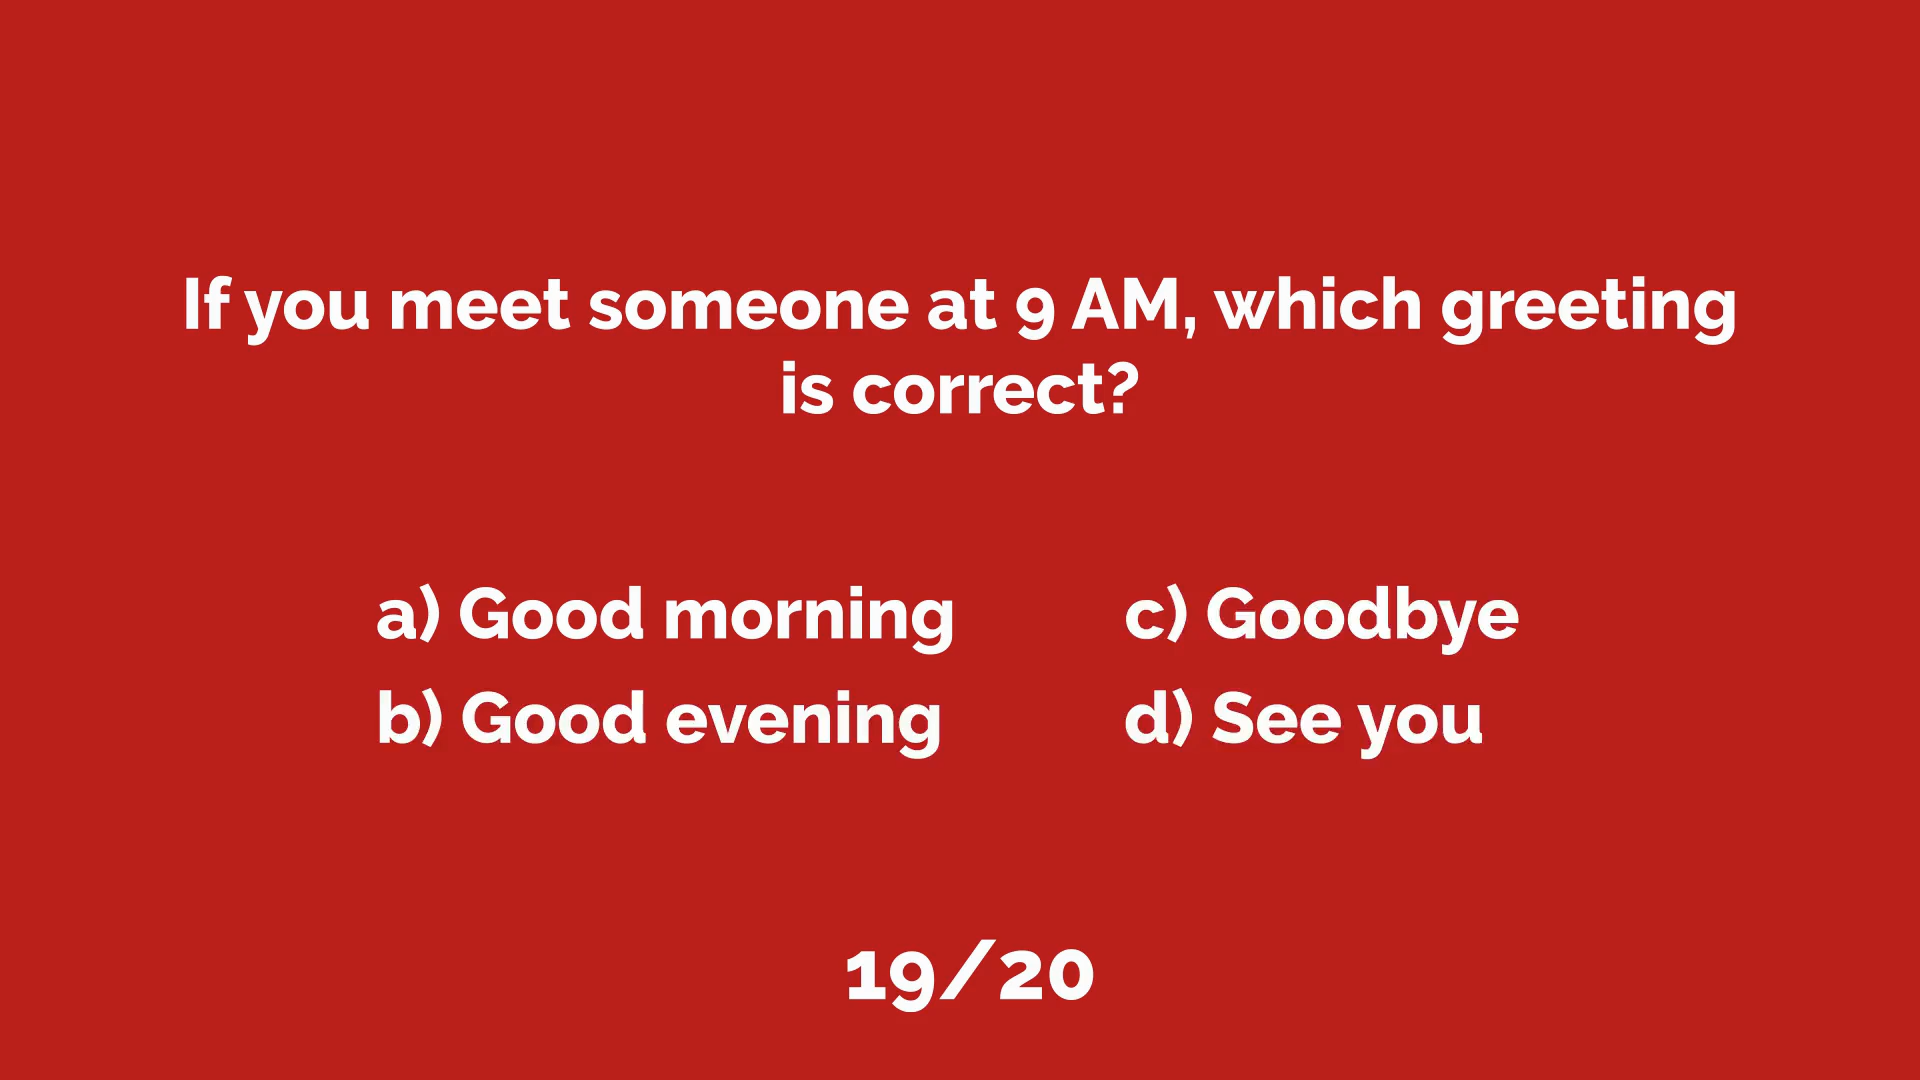 If you meet someone at 9 AM, which greeting
is correct?
a) Good morning
b) Good evening
c) Goodbye
d) See you
19/20